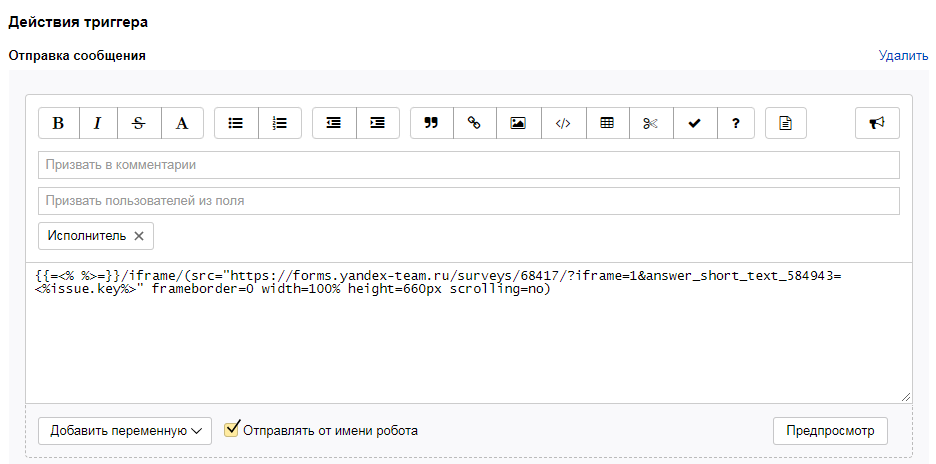 Действия триггера
Отправка сообщения
Удалить
B I S A ?
Призвать в комментарии
Призвать пользователей из поля
Исполнитель
{{=<% %>=}}/iframe/(src="https://forms.yandex-team.ru/surveys/68417/?iframe=1&answer_short_text_584943=
<%issue.key%>" frameborder=0 width=100% height=660px scrolling=no)
Добавить переменную
Отправлять от имени робота
Предпросмотр